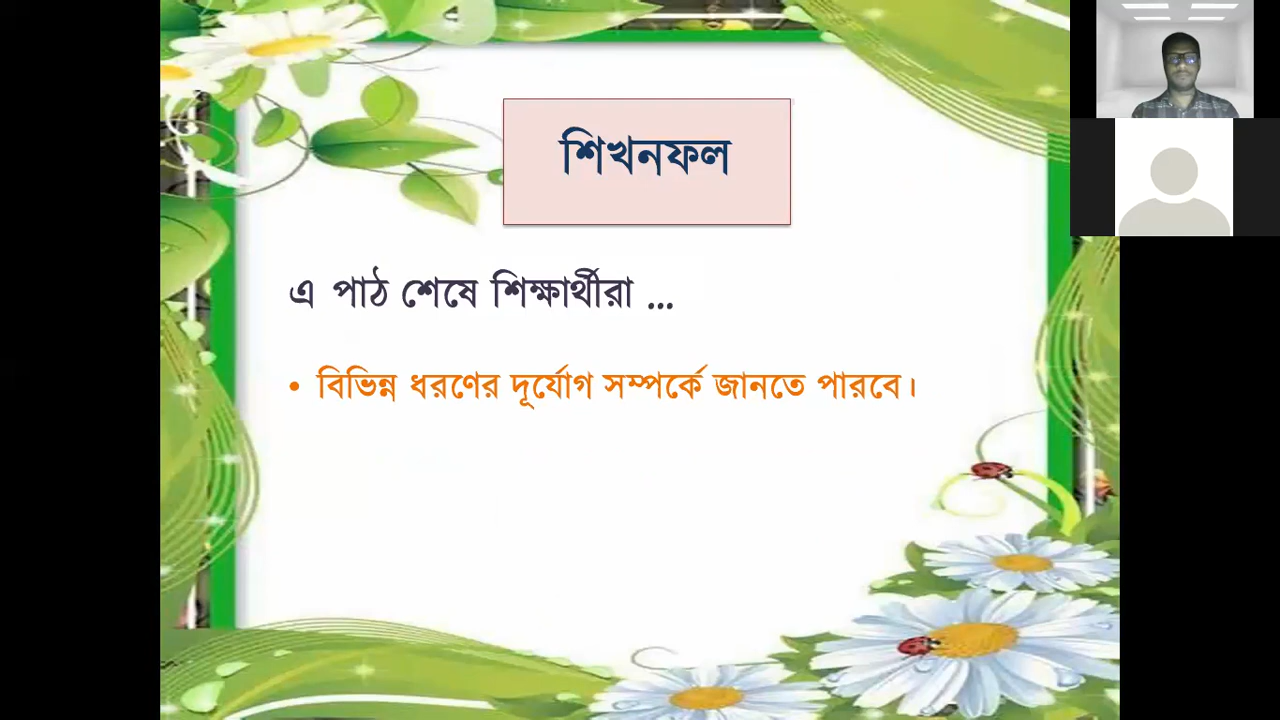 শিখনফল
এ পাঠ শেষে শিক্ষার্থীরা ...
• বিভিন্ন ধরণের দূর্যোগ সম্পর্কে জানতে পারবে।